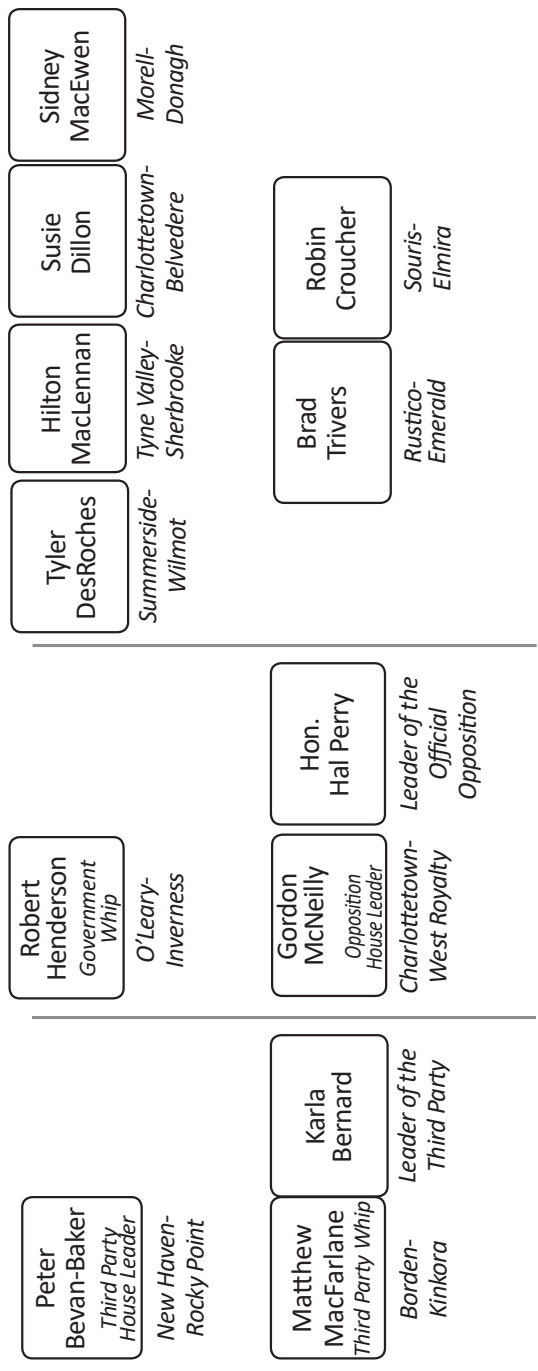 Peter
Bevan-Baker
Third Party
House Leader
New Haven-
Rocky Point
Robert
Henderson
Government
Whip
O'Leary-
Inverness
Tyler
DesRoches
Summerside-
Wilmot
Hilton
MacLennan
Tyne Valley-
Sherbrooke
Susie
Dillon
Charlottetown-
Belvedere
Sidney
MacEwen
Morell-
Donagh
Matthew
MacFarlane
Third Party Whip
Borden-
Kinkora
Karla
Bernard
Leader of the
Third Party
Gordon
McNeilly
Opposition
House Leader
Charlottetown-
West Royalty
Hon.
Hal Perry
Leader of the
Official
Opposition
Brad
Trivers
Rustico-
Emerald
Robin
Croucher
Souris-
Elmira